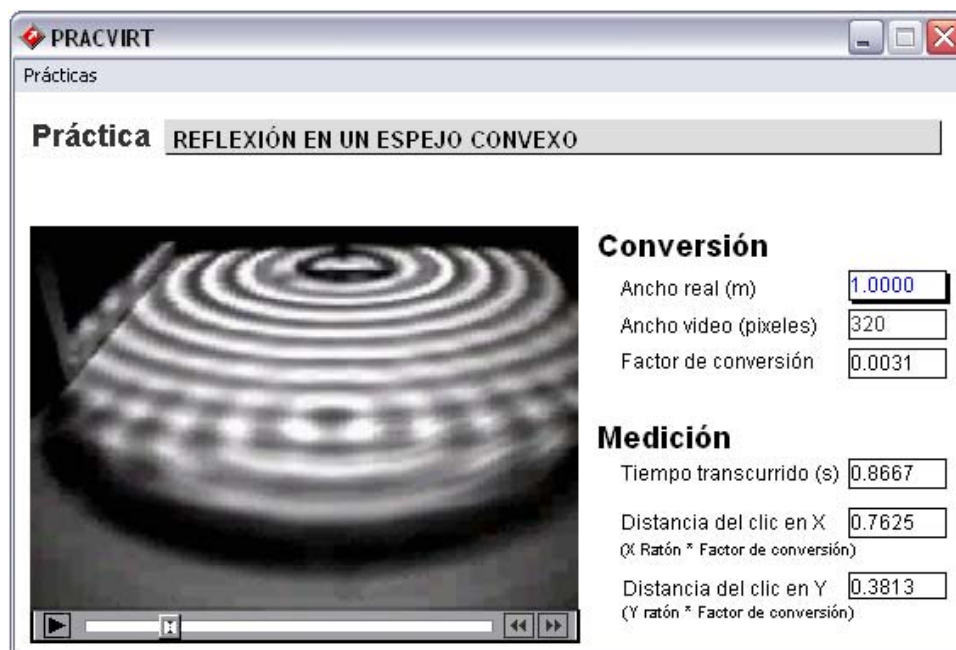 PRACVIRT
Prácticas
Práctica REFLEXIÓN EN UN ESPEJO CONVEXO
Conversión
Ancho real (m) 1.0000
Ancho video (pixeles) 320
Factor de conversión 0.0031
Medición
Tiempo transcurrido (s) 0.8667
Distancia del clic en X 0.7625
(X Ratón * Factor de conversión)
Distancia del clic en Y 0.3813
(Y ratón * Factor de conversión)